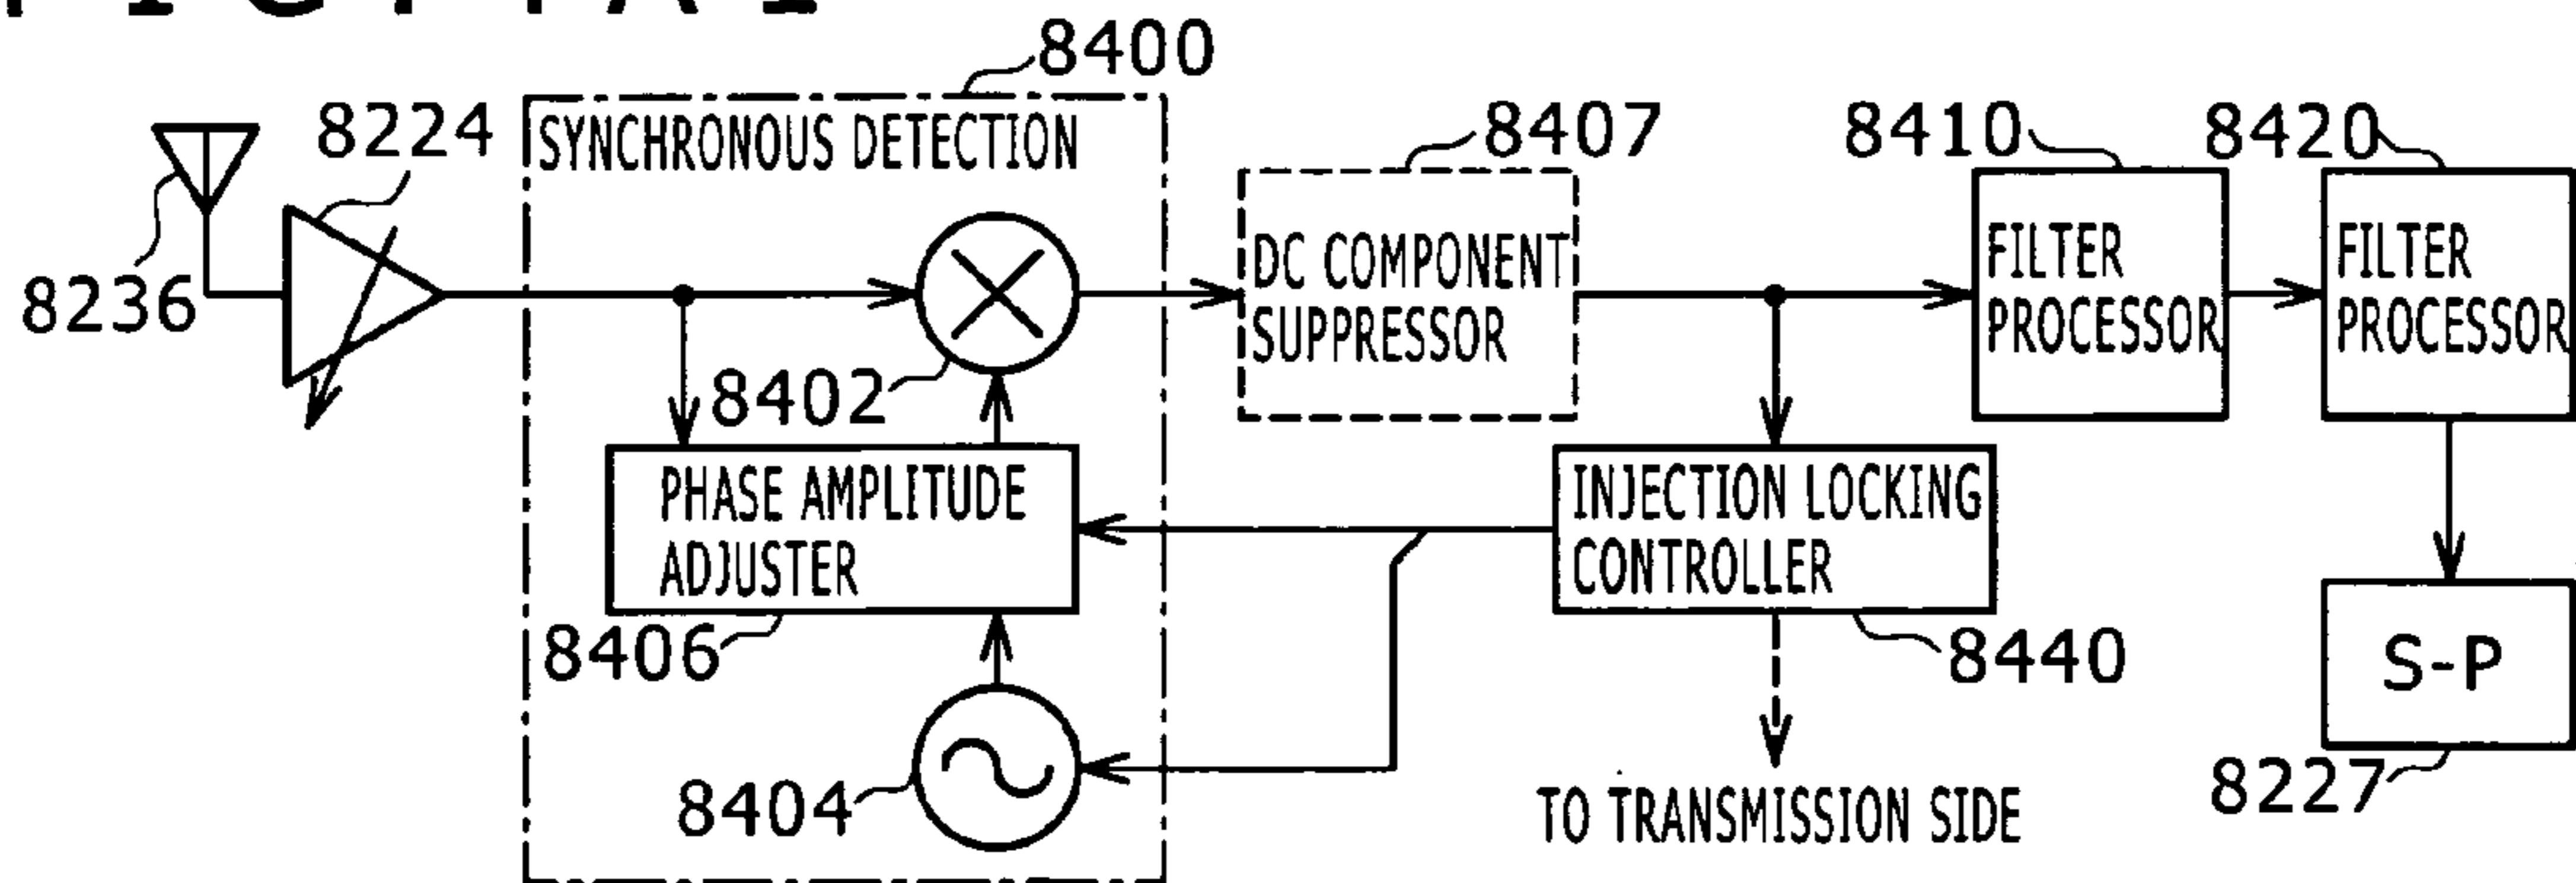 8400
8224
8407
8410
8420
SYNCHRONOUS DETECTION
8236
DC COMPONENT
SUPPRESSOR
FILTER
PROCESSOR
FILTER
PROCESSOR
8402
PHASE AMPLITUDE
ADJUSTER
INJECTION LOCKING
CONTROLLER
8406
8440
S-P
8404
8227
TO TRANSMISSION SIDE